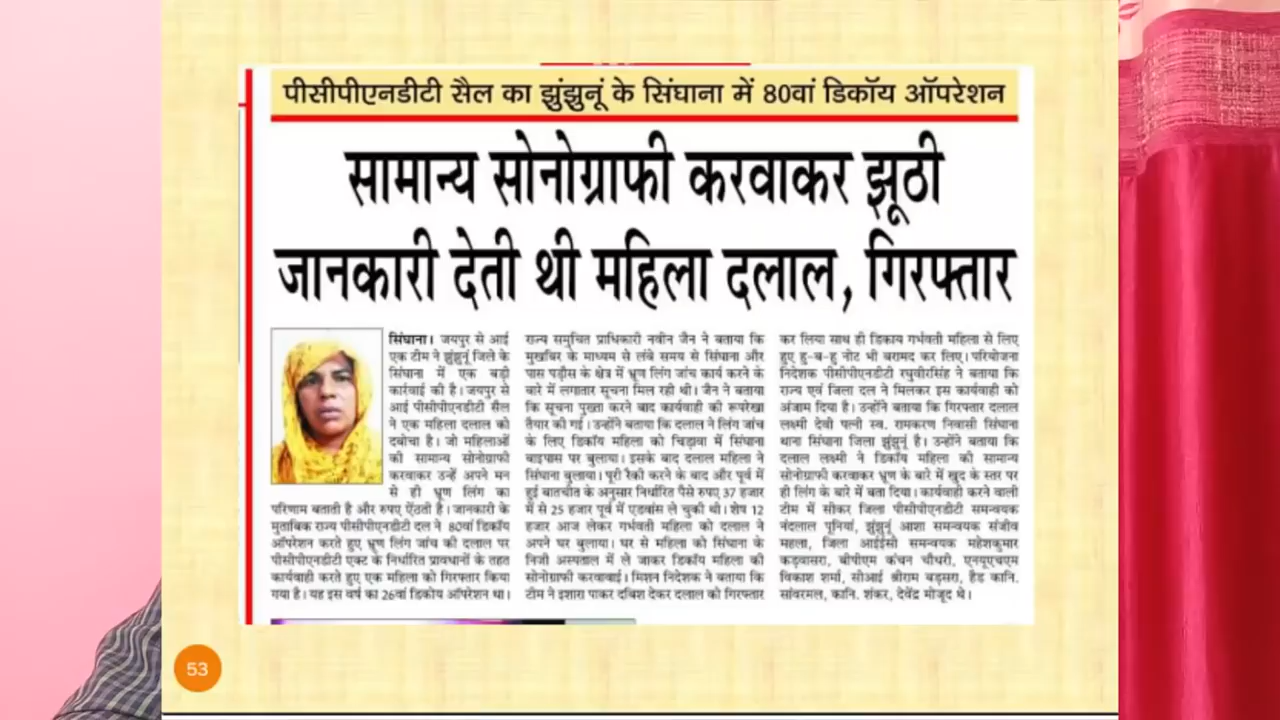 पीसीपीएनडीटी सैल का झुंझुनूं के सिंघाना में 80वां डिकॉय ऑपरेशन
सामान्य सोनोग्राफी करवाकर झूठी
जानकारी देती थी महिला दलाल, गिरफ्तार
सिंघाना। जयपुर से आई
एक टीम ने झुंझुनूं जिले के
सिंघाना में एक बड़ी
कार्रवाई की है। जयपुर से
आई पीसीपीएनडीटी सैल
ने एक महिला दलाल को
दबोचा है। जो महिलाओं
की सामान्य सोनोग्राफी
करवाकर उन्हें अपने मन
से ही भ्रूण लिंग का
परिणाम बताती है और रुपए ऐंठती है। जानकारी के
मुताबिक राज्य पीसीपीएनडीटी दल ने 80वां डिकॉय
ऑपरेशन करते हुए भ्रूण लिंग जांच की दलाल पर
पीसीपीएनडीटी एक्ट के निर्धारित प्रावधानों के तहत
कार्यवाही करते हुए एक महिला को गिरफ्तार किया
गया है। यह इस वर्ष का 26वां डिकोय ऑपरेशन था।
राज्य समुचित प्राधिकारी नवीन जैन ने बताया कि
मुखबिर के माध्यम से लंबे समय से सिंघाना और
पास पड़ौस के क्षेत्र में भ्रूण लिंग जांच कार्य करने के
बारे में लगातार सूचना मिल रही थी। जैन ने बताया
कि सूचना पुख्ता करने बाद कार्यवाही की रूपरेखा
तैयार की गई। उन्होंने बताया कि दलाल ने लिंग जांच
के लिए डिकॉय महिला को चिड़ावा में सिंघाना
बाइपास पर बुलाया। इसके बाद दलाल महिला ने
सिंघाना बुलाया। पूरी रैकी करने के बाद और पूर्व में
हुई बातचीत के अनुसार निर्धारित पैसे रुपए 37 हजार
में से 25 हजार पूर्व में एडवांस ले चुकी थी। शेष 12
हजार आज लेकर गर्भवती महिला को दलाल ने
अपने घर बुलाया। घर से महिला को सिंघाना के
निजी अस्पताल में ले जाकर डिकॉय महिला की
सोनोग्राफी करवावाई। मिशन निदेशक ने बताया कि
टीम ने इशारा पाकर दबिश देकर दलाल को गिरफ्तार
कर लिया साथ ही डिकाय गर्भवती महिला से लिए
हुए हु-ब-हु नोट भी बरामद कर लिए। परियोजना
निदेशक पीसीपीएनडीटी रघुवीरसिंह ने बताया कि
राज्य एवं जिला दल ने मिलकर इस कार्यवाही को
अंजाम दिया है। उन्होंने बताया कि गिरफ्तार दलाल
लक्ष्मी देवी पत्नी स्व. रामकरण निवासी सिंघाना
थाना सिंघाना जिला झुंझुनूं है। उन्होंने बताया कि
दलाल लक्ष्मी ने डिकॉय महिला की सामान्य
सोनोग्राफी करवाकर भ्रूण के बारे में खुद के स्तर पर
ही लिंग के बारे में बता दिया। कार्यवाही करने वाली
टीम में सीकर जिला पीसीपीएनडीटी समन्वयक
नंदलाल पूनियां, झुंझुनूं आशा समन्वयक संजीव
महला, जिला आईईसी समन्वयक महेशकुमार
कड़वासरा, बीपीएम कंचन चौधरी, एनयूएचएम
विकाश शर्मा, सीआई श्रीराम बड़सरा, हैड कानि.
सांवरमल, कानि. शंकर, देवेंद्र मौजूद थे।
53